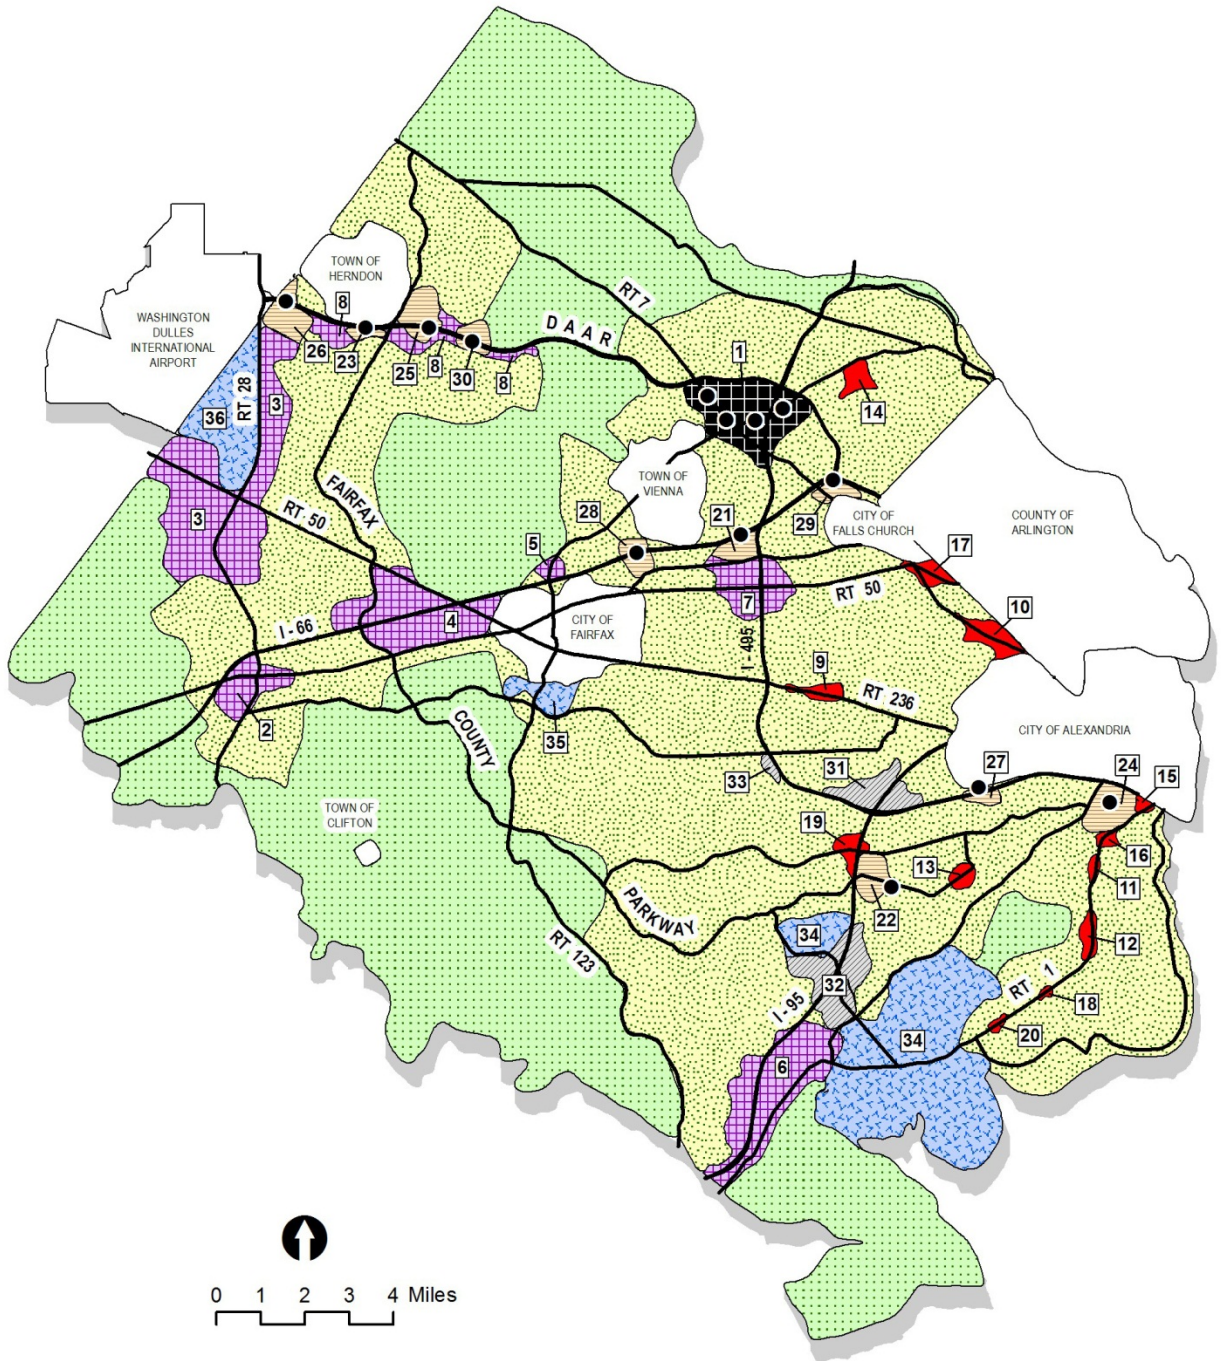 TOWN OF
HERNDON
8
WASHINGTON
DULLES
INTERNATIONAL
AIRPORT
RT 7
DAAR
26
23
25
8
30
8
1
36
RT 28
3
14
TOWN OF
VIENNA
3
RT 50
FAIRFAX
28
21
29
CITY OF
FALLS CHURCH
COUNTY OF
ARLINGTON
5
17
7
RT 50
10
I - 66
4
CITY OF
FAIRFAX
I - 495
9
RT 236
2
COUNTY
35
CITY OF ALEXANDRIA
33
31
27
24
15
TOWN OF
CLIFTON
19
13
16
11
22
PARKWAY
RT 123
34
12
32
RT 1
18
I - 95
20
34
6
0 1 2 3 4 Miles